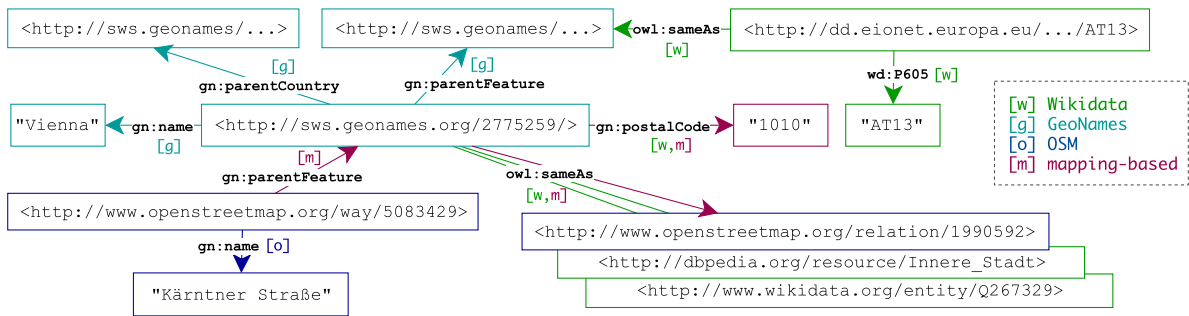 <http://sws.geonames/...>
<http://sws.geonames/...>
owl:sameAs
[w]
<http://dd.eionet.europa.eu/.../AT13>
[g]
gn:parentCountry
[g]
gn:parentFeature
wd:P605 [w]
"Vienna"
gn:name
[g]
<http://sws.geonames.org/2775259/>
gn:postalCode
[w,m]
"1010"
"AT13"
[w] Wikidata
[g] GeoNames
[o] OSM
[m] mapping-based
[m]
gn:parentFeature
owl:sameAs
[w,m]
<http://www.openstreetmap.org/way/5083429>
<http://www.openstreetmap.org/relation/1990592>
gn:name [o]
<http://dbpedia.org/resource/Innere_Stadt>
"Kärntner Straße"
<http://www.wikidata.org/entity/Q267329>